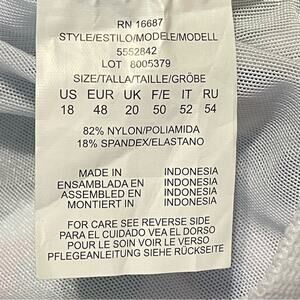 RN 16687
STYLE/ESTILO/MODELE/MODELL
5552842
LOT 8005379
SIZE/TALLA/TAILLE/GRÖBE
US EUR UK F/E IT RU
18 48 20 50 52 54
82% NYLON/POLIAMIDA
18% SPANDEX/ELASTANO
MADE IN INDONESIA
ENSAMBLADA EN INDONESIA
ASSEMBLED EN INDONESIA
MONTIERT IN INDONESIA
FOR CARE SEE REVERSE SIDE
PARA EL CUIDADO VEA EL DORSO
POUR LE SOIN VOIR LE VERSO
PFLEGEANLEITUNG SIEHE RÜCKSEITE